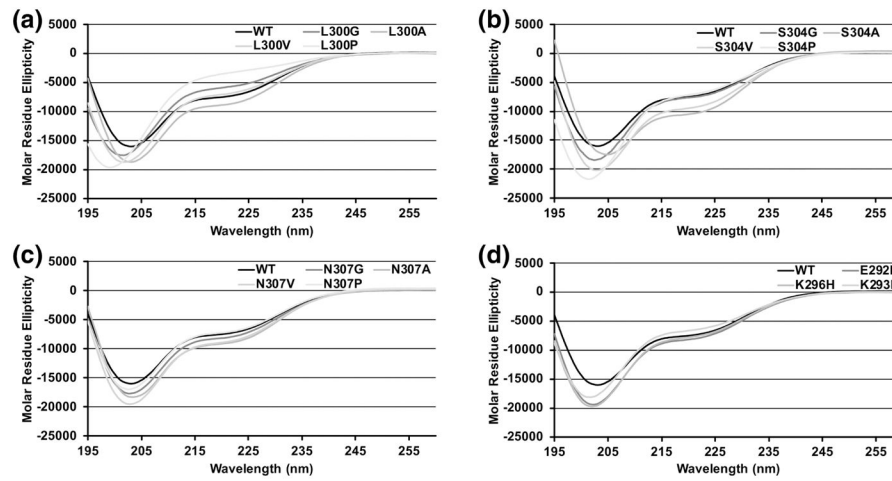 (a)
5000
WT L300G L300A
L300V L300P
0
-5000
-10000
-15000
-20000
-25000
Molar Residue Ellipticity
195 205 215 225 235 245 255
Wavelength (nm)
(b)
5000
WT S304G S304A
S304V S304P
0
-5000
-10000
-15000
-20000
-25000
Molar Residue Ellipticity
195 205 215 225 235 245 255
Wavelength (nm)
(c)
5000
WT N307G N307A
N307V N307P
0
-5000
-10000
-15000
-20000
-25000
Molar Residue Ellipticity
195 205 215 225 235 245 255
Wavelength (nm)
(d)
5000
WT
K296H
0
-5000
-10000
-15000
-20000
-25000
Molar Residue Ellipticity
195 205 215 225 235 245 255
Wavelength (nm)